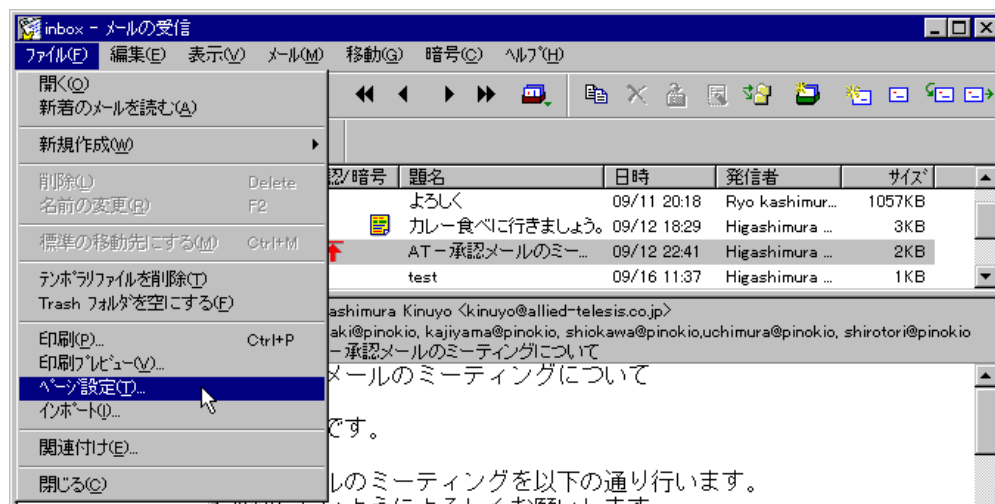 inbox - メールの受信
ファイル(F) 編集(E) 表示(V) メール(M) 移動(G) 暗号(C) ヘルプ(H)
開く(O)
新着のメールを読む(A)
新規作成(W)
削除(L) Delete
名前の変更(R) F2
標準の移動先にする(M) Ctrl+M
テンポラリファイルを削除(T)
Trash フォルダを空にする(F)
印刷(P)... Ctrl+P
印刷プレビュー(V)...
ページ設定(T)...
インポート(I)...
関連付け(E)...
閉じる(C)
認/暗号 題名 日時 発信者 サイズ
よろしく 09/11 20:18 Ryo kashimur... 1057KB
カレー食べに行きましょう。 09/12 18:29 Higashimura ... 3KB
AT－承認メールのミー... 09/12 22:41 Higashimura ... 2KB
test 09/16 11:37 Higashimura ... 1KB
ashimura Kinuyo <kinuyo@allied-telesis.co.jp>
aki@pinokio, kajiyama@pinokio, shiokawa@pinokio,uchimura@pinokio, shirotori@pinokio
－承認メールのミーティングについて
メールのミーティングについて
です。
ルのミーティングを以下の通り行います。